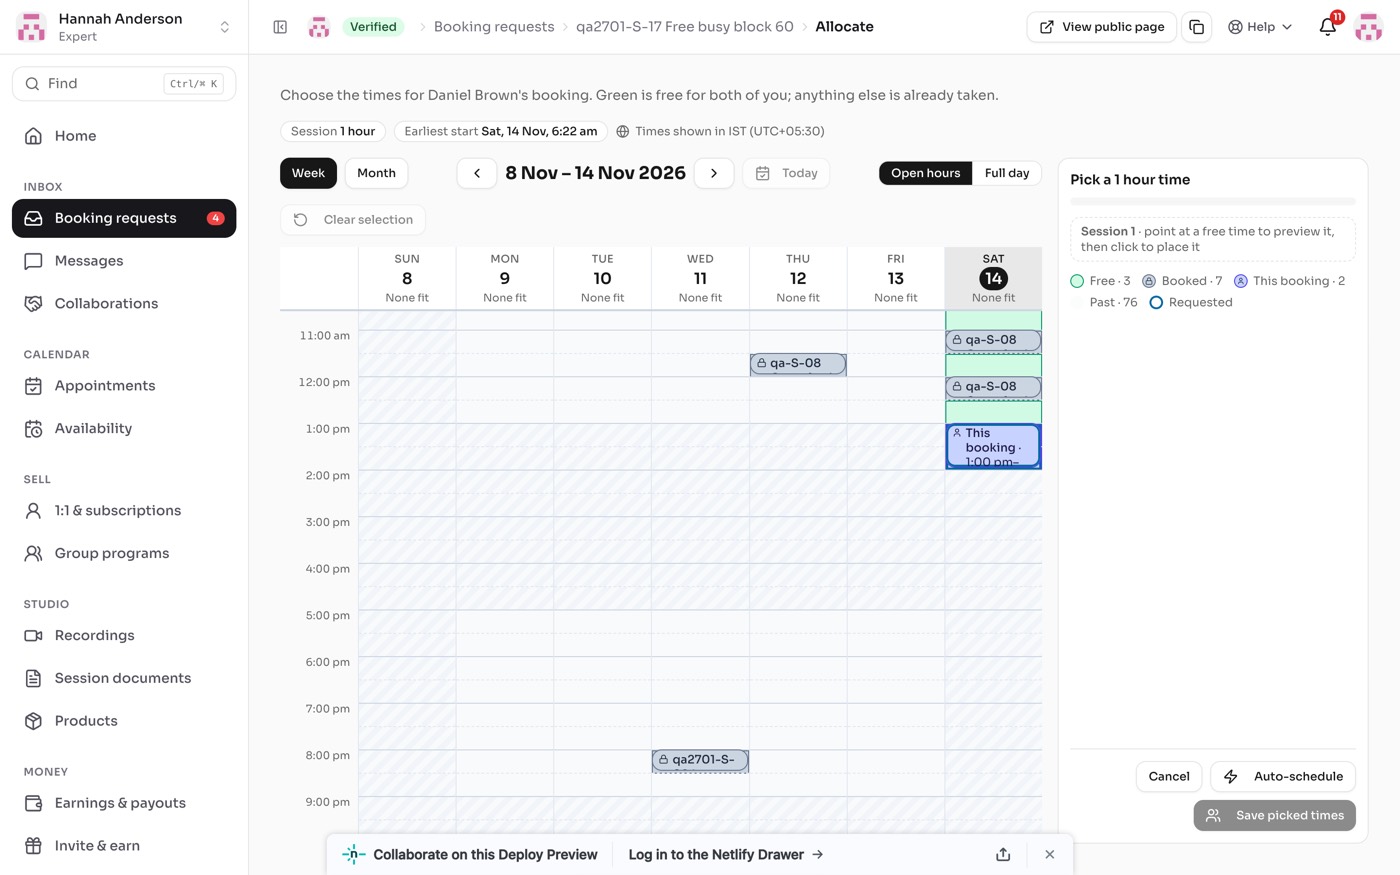 Hannah Anderson
Expert
Find
Ctrl/⌘ K
Home
INBOX
Booking requests
4
Messages
Collaborations
CALENDAR
Appointments
Availability
SELL
1:1 & subscriptions
Group programs
STUDIO
Recordings
Session documents
Products
MONEY
Earnings & payouts
Invite & earn
Verified
Booking requests
qa2701-S-17 Free busy block 60
Allocate
View public page
Help
11
Choose the times for Daniel Brown's booking. Green is free for both of you; anything else is already taken.
Session 1 hour
Earliest start Sat, 14 Nov, 6:22 am
Times shown in IST (UTC+05:30)
Week
Month
8 Nov – 14 Nov 2026
Today
Open hours
Full day
Clear selection
SUN
8
None fit
MON
9
None fit
TUE
10
None fit
WED
11
None fit
THU
12
None fit
FRI
13
None fit
SAT
14
None fit
11:00 am
12:00 pm
1:00 pm
2:00 pm
3:00 pm
4:00 pm
5:00 pm
6:00 pm
7:00 pm
8:00 pm
9:00 pm
qa2701-S-
qa-S-08
qa-S-08
qa-S-08
This
booking ·
1:00 pm–
Pick a 1 hour time
Session 1 · point at a free time to preview it,
then click to place it
Free · 3
Booked · 7
This booking · 2
Past · 76
Requested
Cancel
Auto-schedule
Save picked times
Collaborate on this Deploy Preview
Log in to the Netlify Drawer →